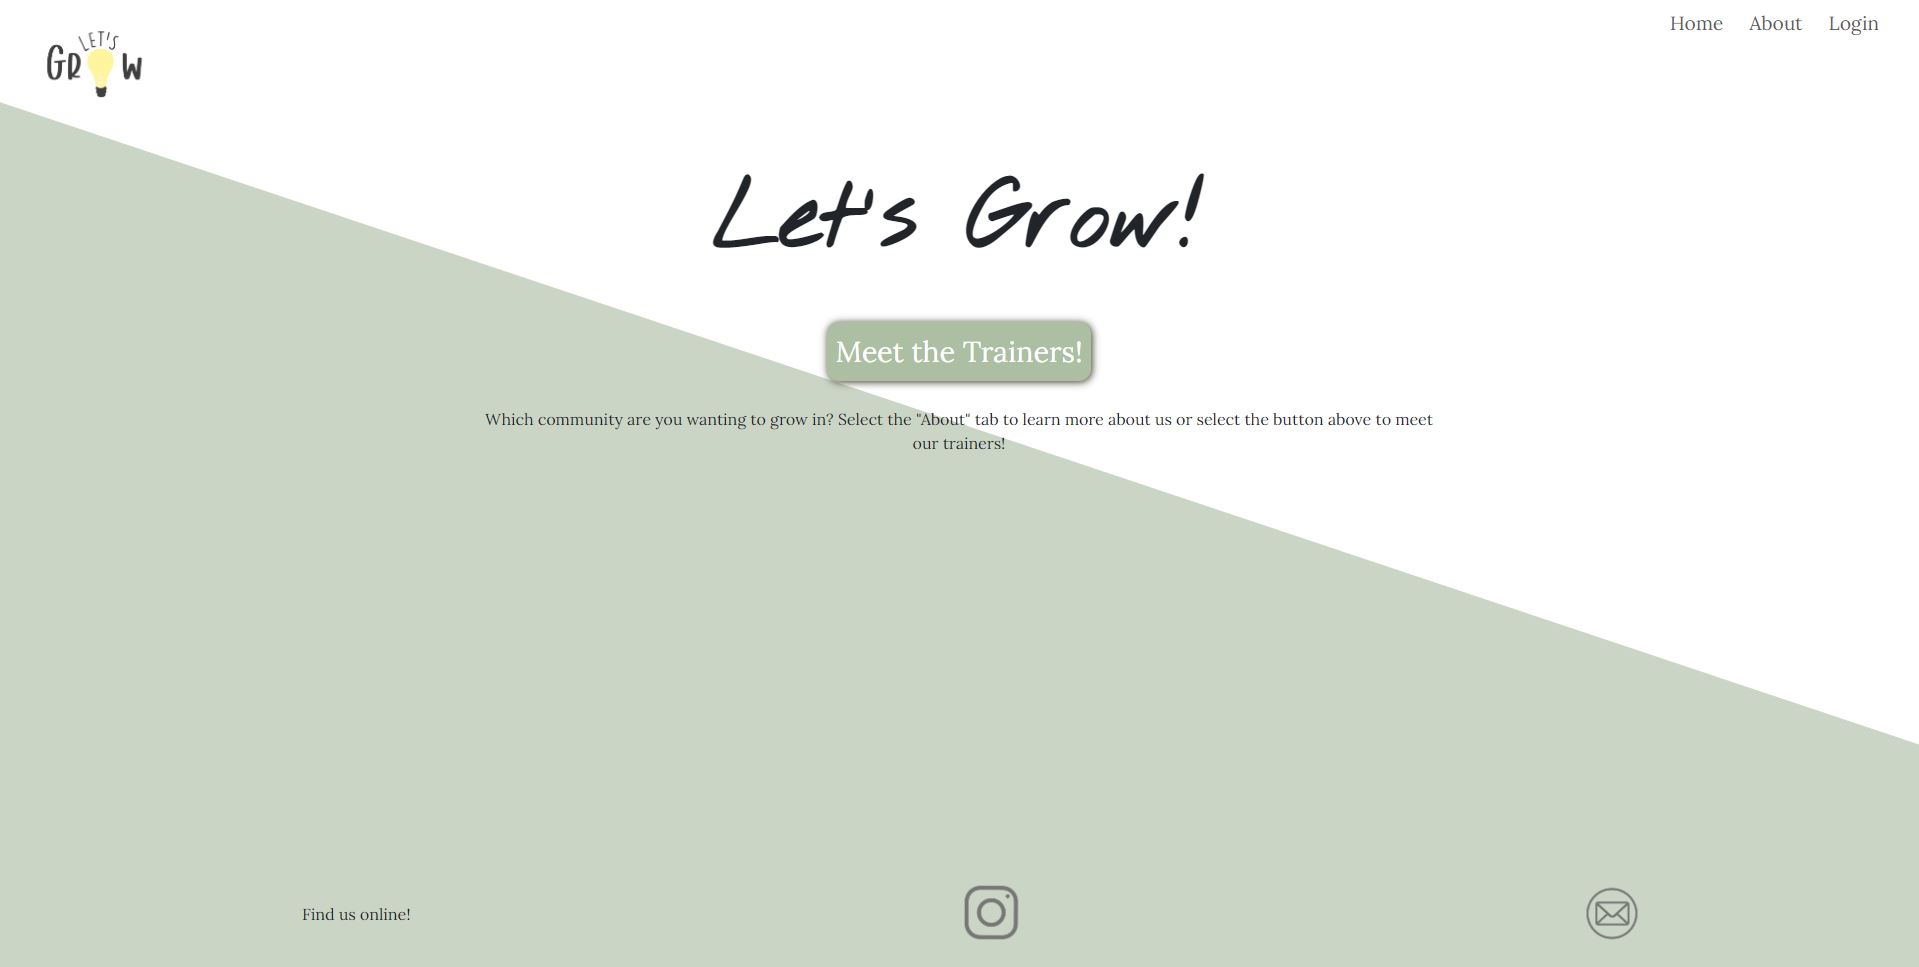 LET'S
GROW
Home About Login
Let's Grow!
Meet the Trainers!
Which community are you wanting to grow in? Select the "About" tab to learn more about us or select the button above to meet
our trainers!
Find us online!